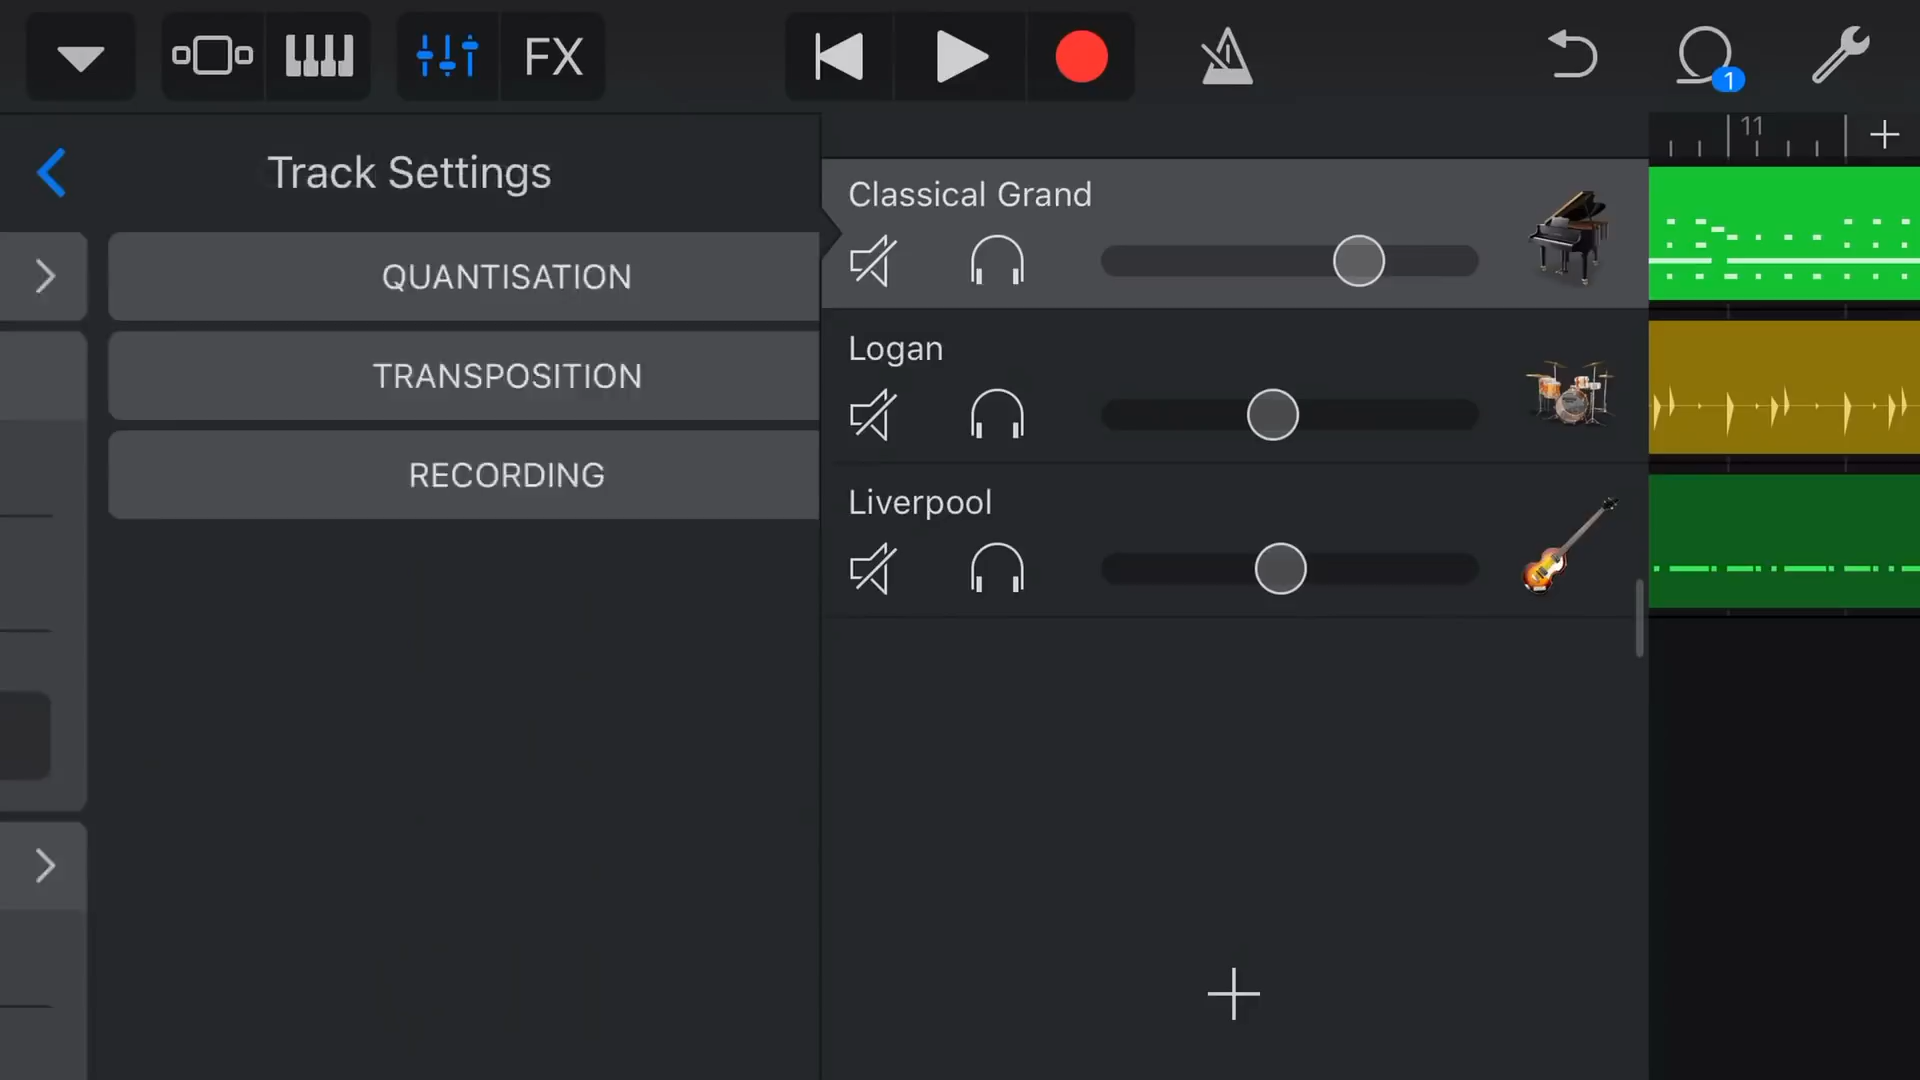 FX
1
11
Track Settings
QUANTISATION
TRANSPOSITION
RECORDING
Classical Grand
Logan
Liverpool